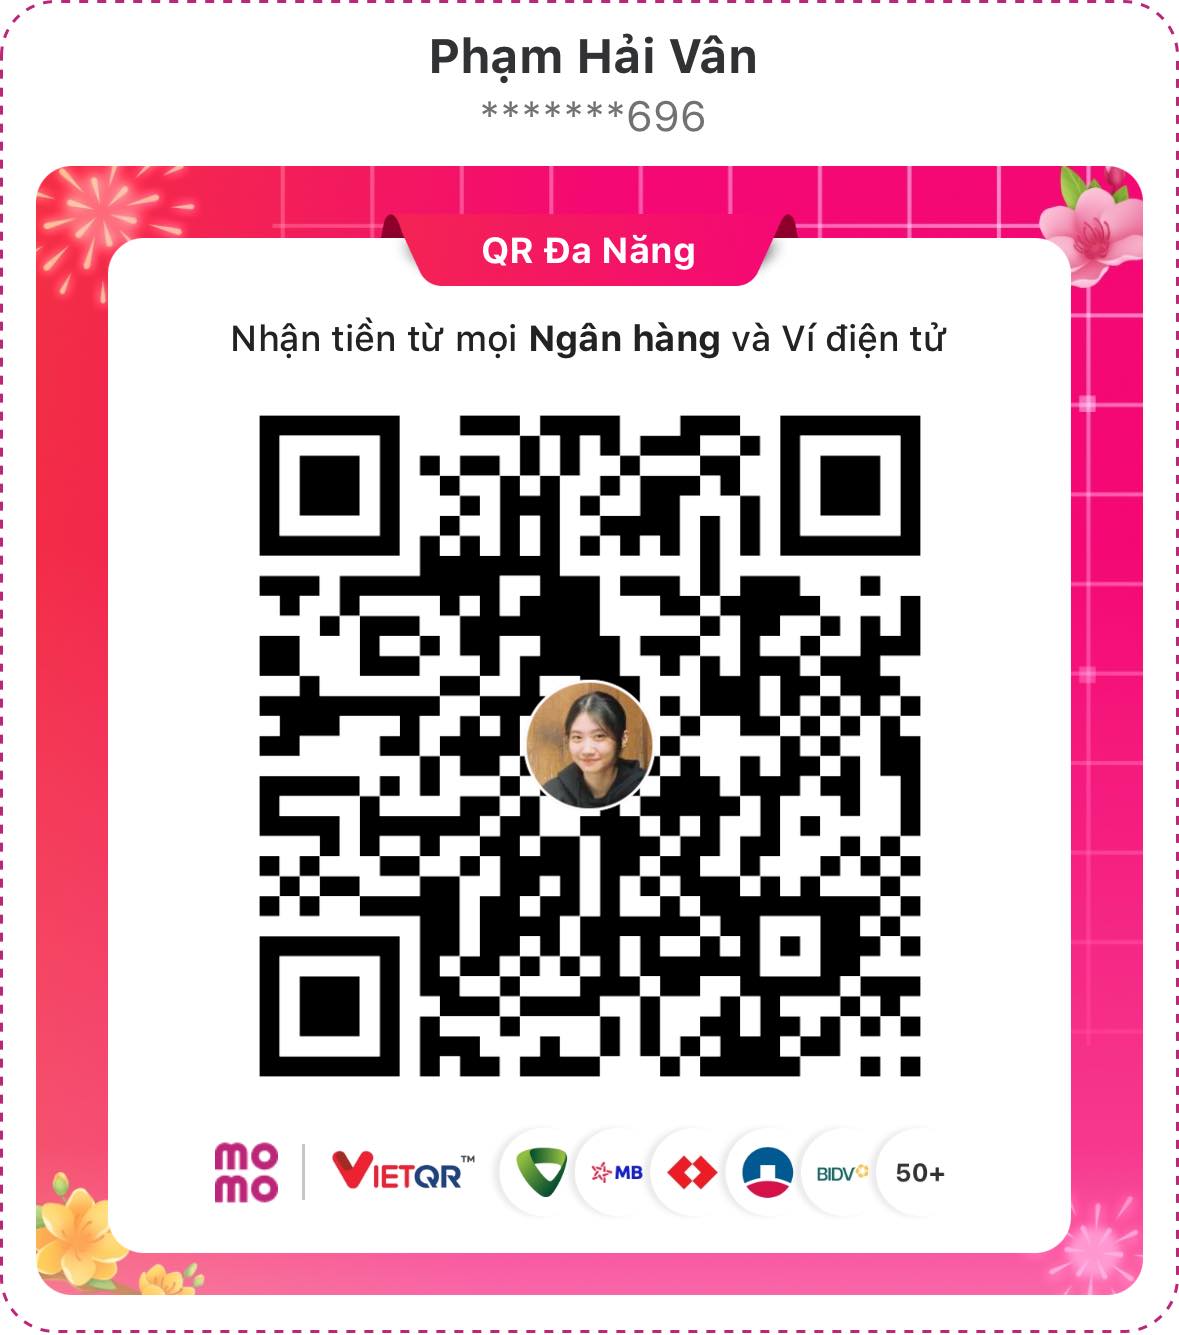 Phạm Hải Vân
*******696
QR Đa Năng
Nhận tiền từ mọi Ngân hàng và Ví điện tử
mo
mo
VIETQR™
MB
BIDV
50+